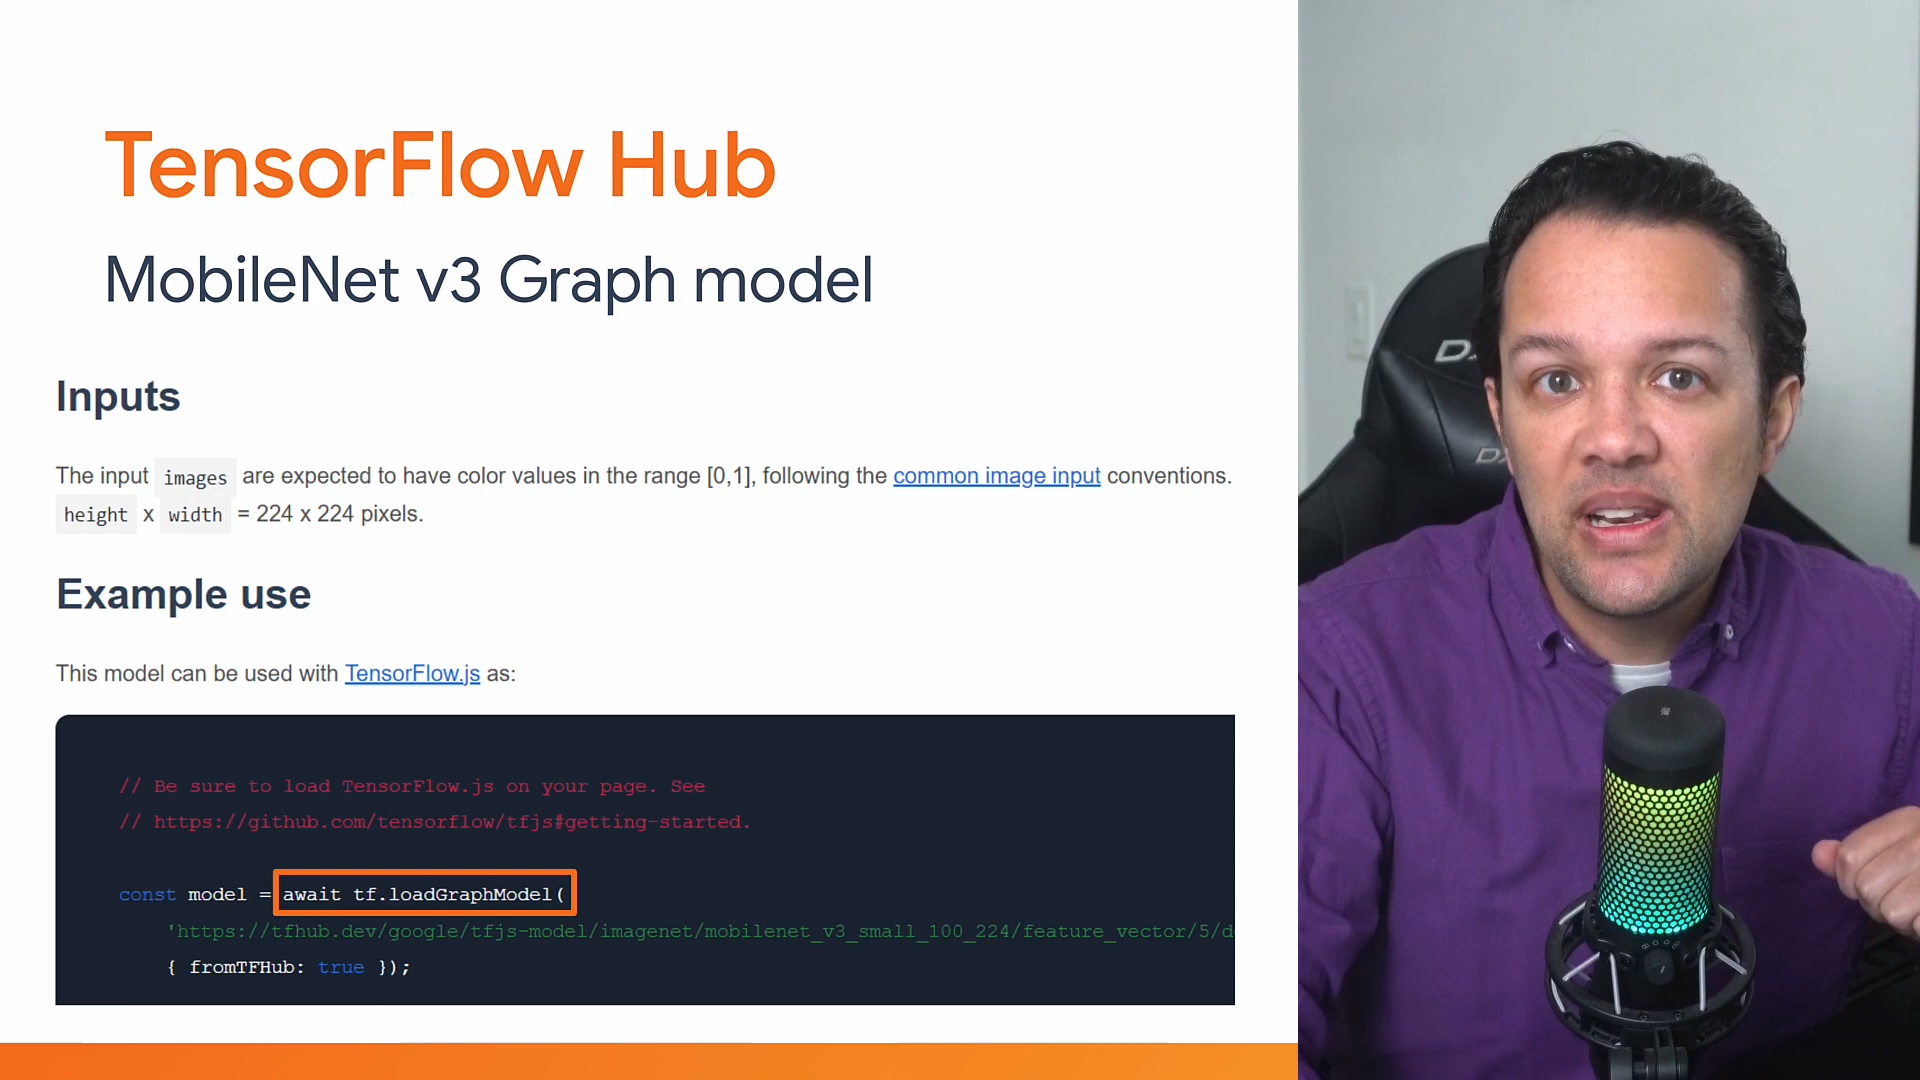 TensorFlow Hub
MobileNet v3 Graph model
Inputs
The input images are expected to have color values in the range [0,1], following the common image input conventions.
height x width = 224 x 224 pixels.
Example use
This model can be used with TensorFlow.js as:
// Be sure to load TensorFlow.js on your page. See
// https://github.com/tensorflow/tfjs#getting-started.
const model = await tf.loadGraphModel(
'https://tfhub.dev/google/tfjs-model/imagenet/mobilenet_v3_small_100_224/feature_vector/5/d
{ fromTFHub: true });